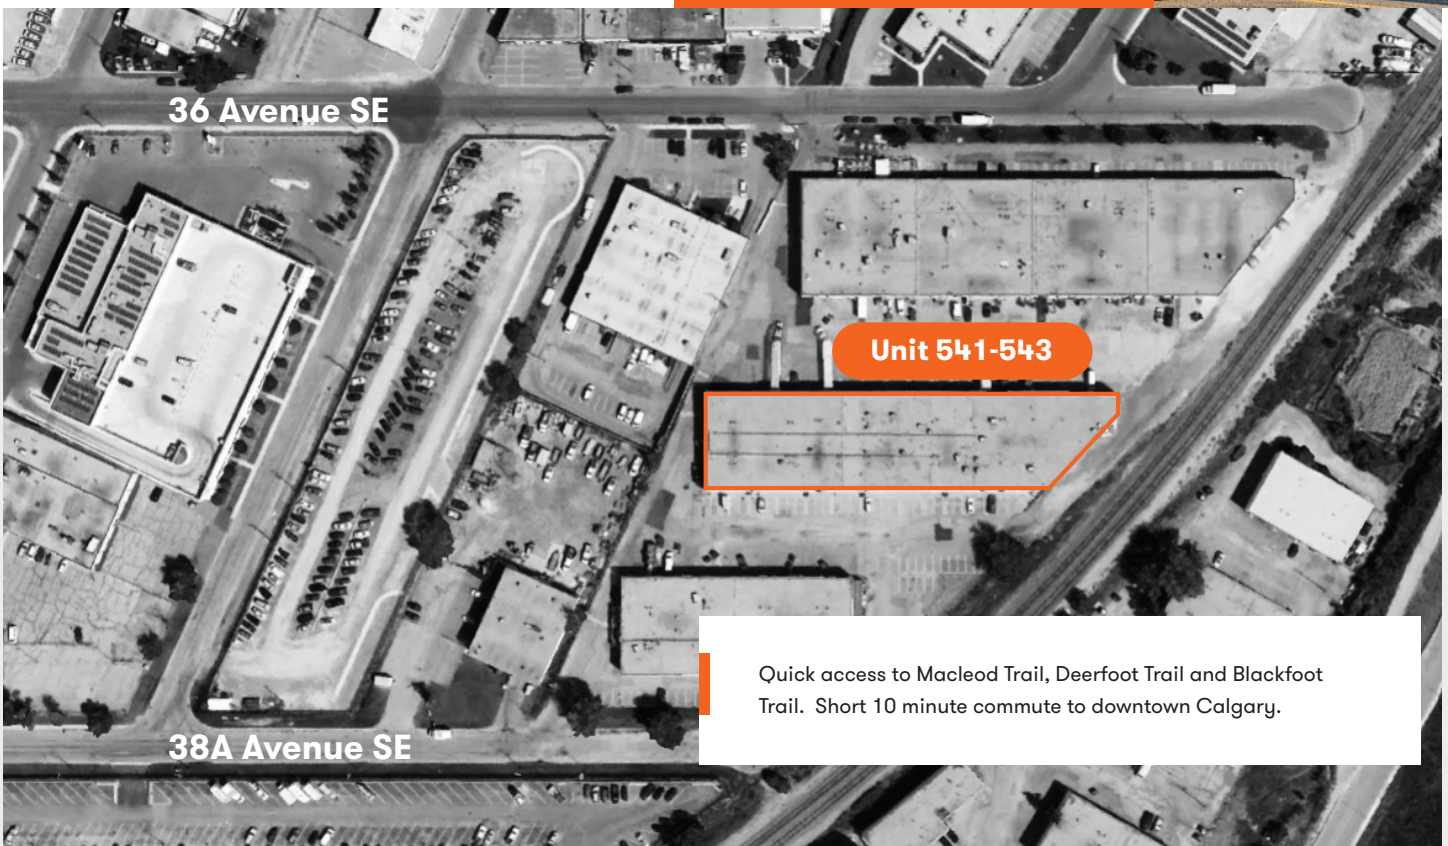 36 Avenue SE
Unit 541-543
Quick access to Macleod Trail, Deerfoot Trail and Blackfoot
Trail.  Short 10 minute commute to downtown Calgary.
38A Avenue SE